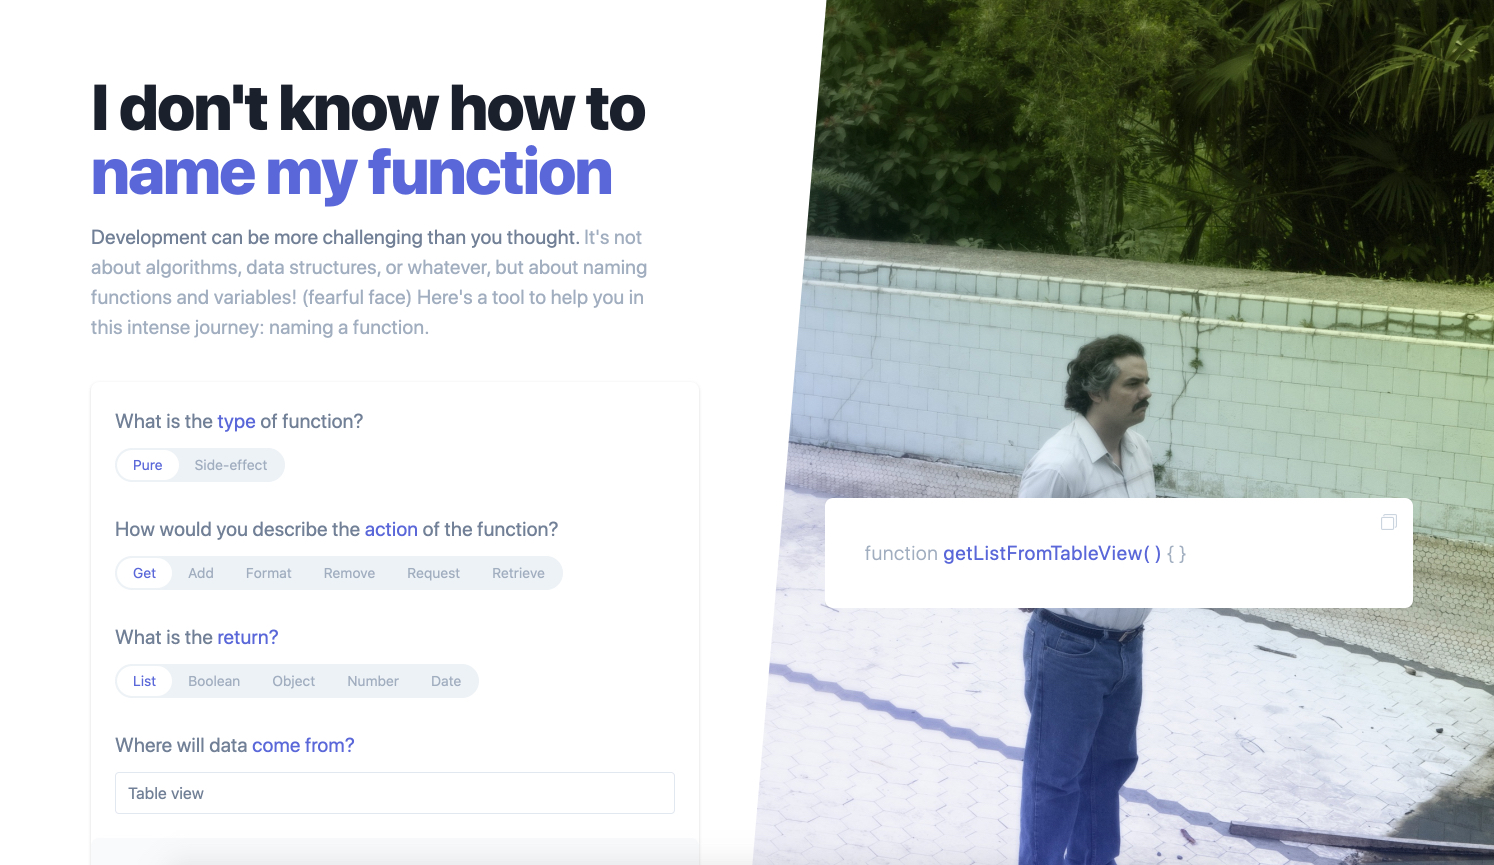 I don't know how to
name my function
Development can be more challenging than you thought. It's not
about algorithms, data structures, or whatever, but about naming
functions and variables! (fearful face) Here's a tool to help you in
this intense journey: naming a function.
What is the type of function?
Pure Side-effect
How would you describe the action of the function?
Get Add Format Remove Request Retrieve
What is the return?
List Boolean Object Number Date
Where will data come from?
Table view
function getListFromTableView( ) { }